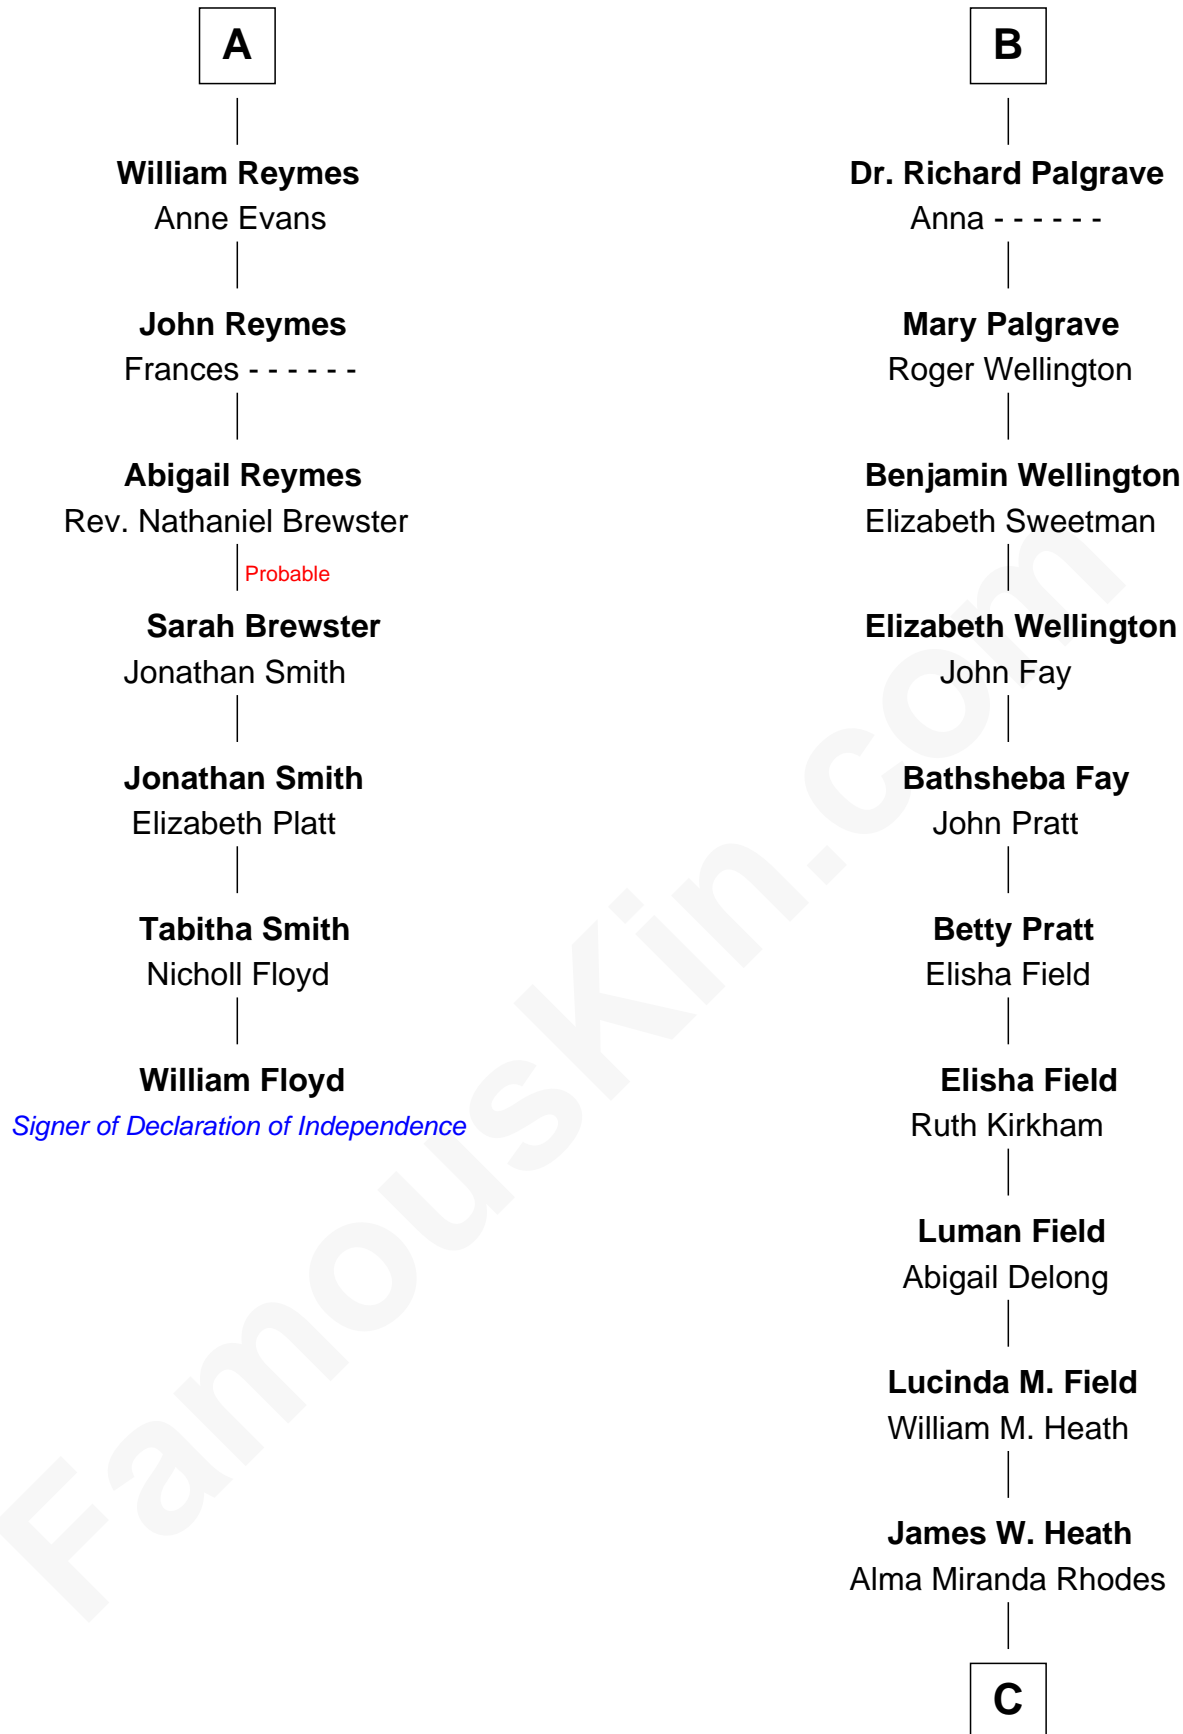 A
William Reymes
Anne Evans
John Reymes
Frances - - - - - -
Abigail Reymes
Rev. Nathaniel Brewster
Probable
Sarah Brewster
Jonathan Smith
Jonathan Smith
Elizabeth Platt
Tabitha Smith
Nicholl Floyd
William Floyd
Signer of Declaration of Independence
B
Dr. Richard Palgrave
Anna - - - - - -
Mary Palgrave
Roger Wellington
Benjamin Wellington
Elizabeth Sweetman
Elizabeth Wellington
John Fay
Bathsheba Fay
John Pratt
Betty Pratt
Elisha Field
Elisha Field
Ruth Kirkham
Luman Field
Abigail Delong
Lucinda M. Field
William M. Heath
James W. Heath
Alma Miranda Rhodes
C
FamousKin.com